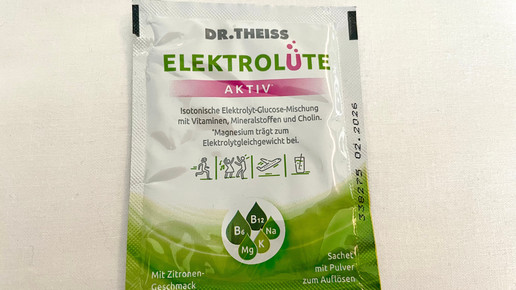 DR.THEISS
ELEKTROLÜTE
AKTIV*
Isotonische Elektrolyt-Glucose-Mischung
mit Vitaminen, Mineralstoffen und Cholin.
*Magnesium trägt zum
Elektrolytgleichgewicht bei.
B6
B12
Na
Mg
K
Mit Zitronen-
Geschmack
Sachet
mit Pulver
zum Auflösen
338275 02.2026